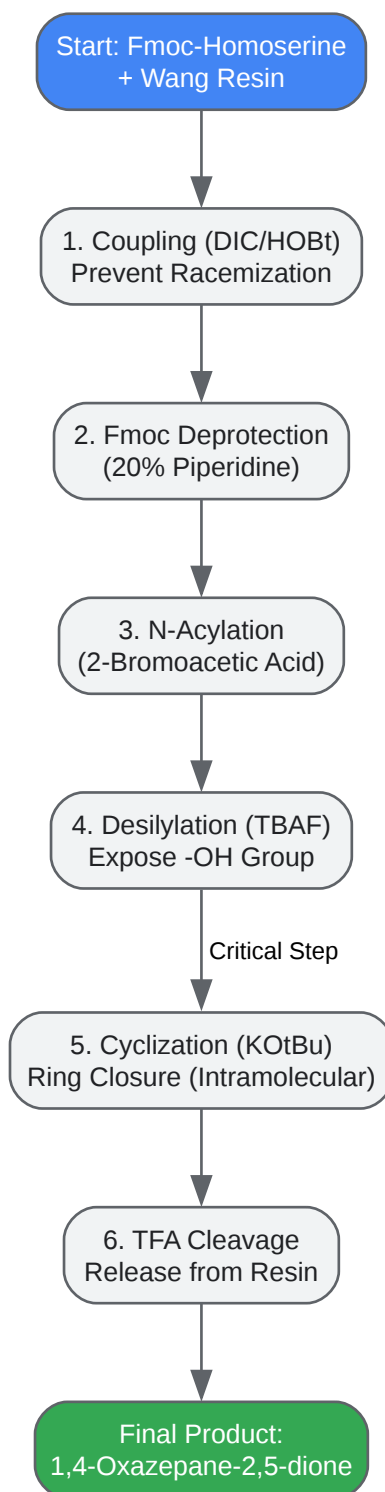 Start: Fmoc-Homoserine
+ Wang Resin
1. Coupling (DIC/HOBt)
Prevent Racemization
2. Fmoc Deprotection
(20% Piperidine)
3. N-Acylation
(2-Bromoacetic Acid)
4. Desilylation (TBAF)
Expose -OH Group
Critical Step
5. Cyclization (KOtBu)
Ring Closure (Intramolecular)
6. TFA Cleavage
Release from Resin
Final Product:
1,4-Oxazepane-2,5-dione